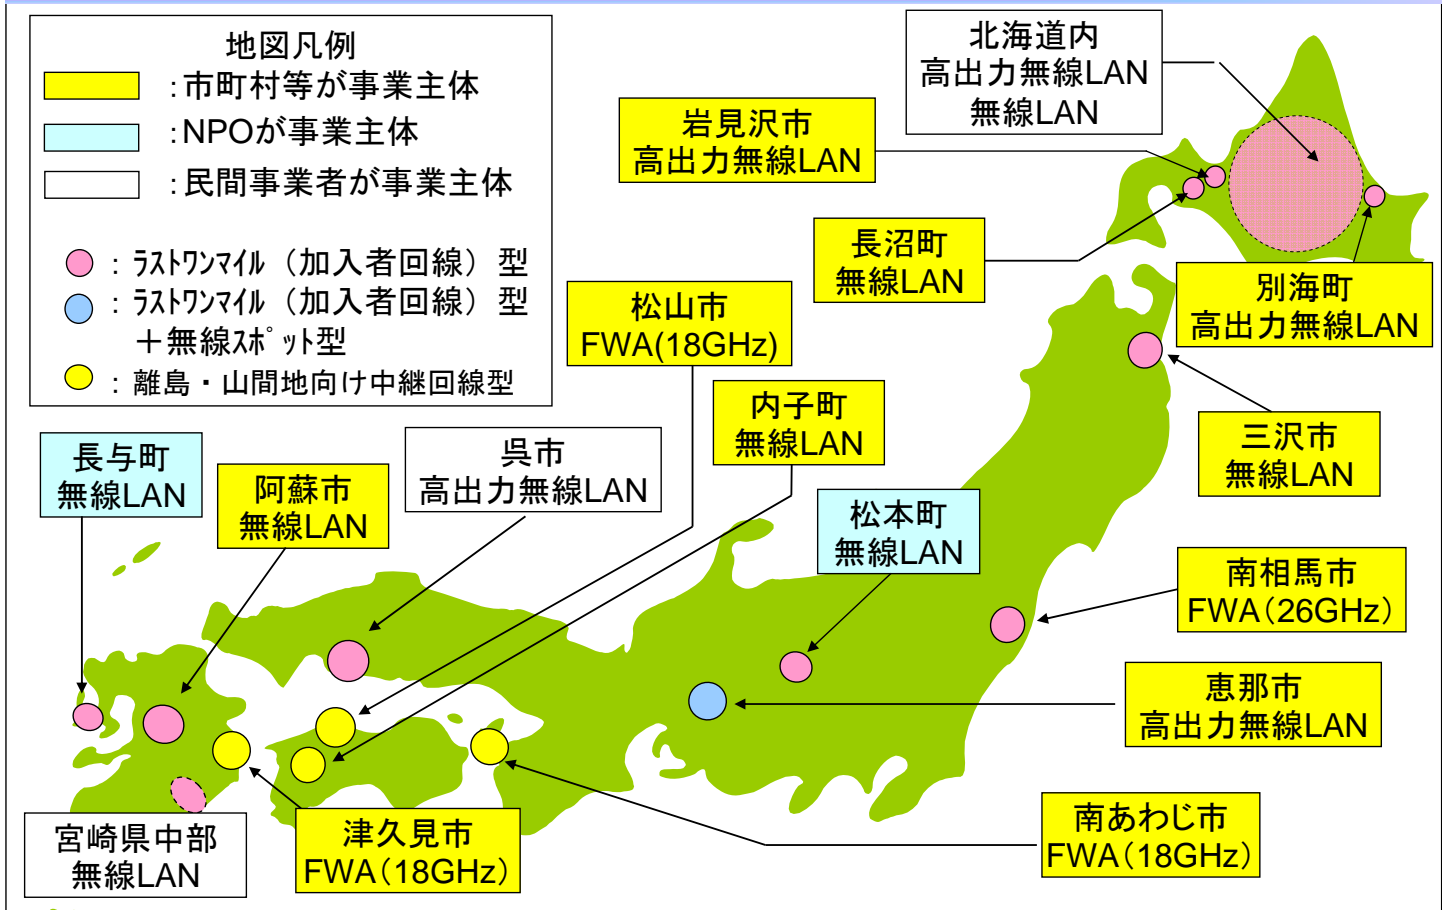 地図凡例
：市町村等が事業主体
：NPOが事業主体
：民間事業者が事業主体
：ﾗｽﾄﾜﾝﾏｲﾙ（加入者回線）型
：ﾗｽﾄﾜﾝﾏｲﾙ（加入者回線）型
＋無線ｽﾎﾟｯﾄ型
：離島・山間地向け中継回線型
北海道内
高出力無線LAN
無線LAN
岩見沢市
高出力無線LAN
長沼町
無線LAN
別海町
高出力無線LAN
松山市
FWA(18GHz)
内子町
無線LAN
三沢市
無線LAN
長与町
無線LAN
阿蘇市
無線LAN
呉市
高出力無線LAN
松本町
無線LAN
南相馬市
FWA（26GHz）
恵那市
高出力無線LAN
南あわじ市
FWA（18GHz）
津久見市
FWA（18GHz）
宮崎県中部
無線LAN